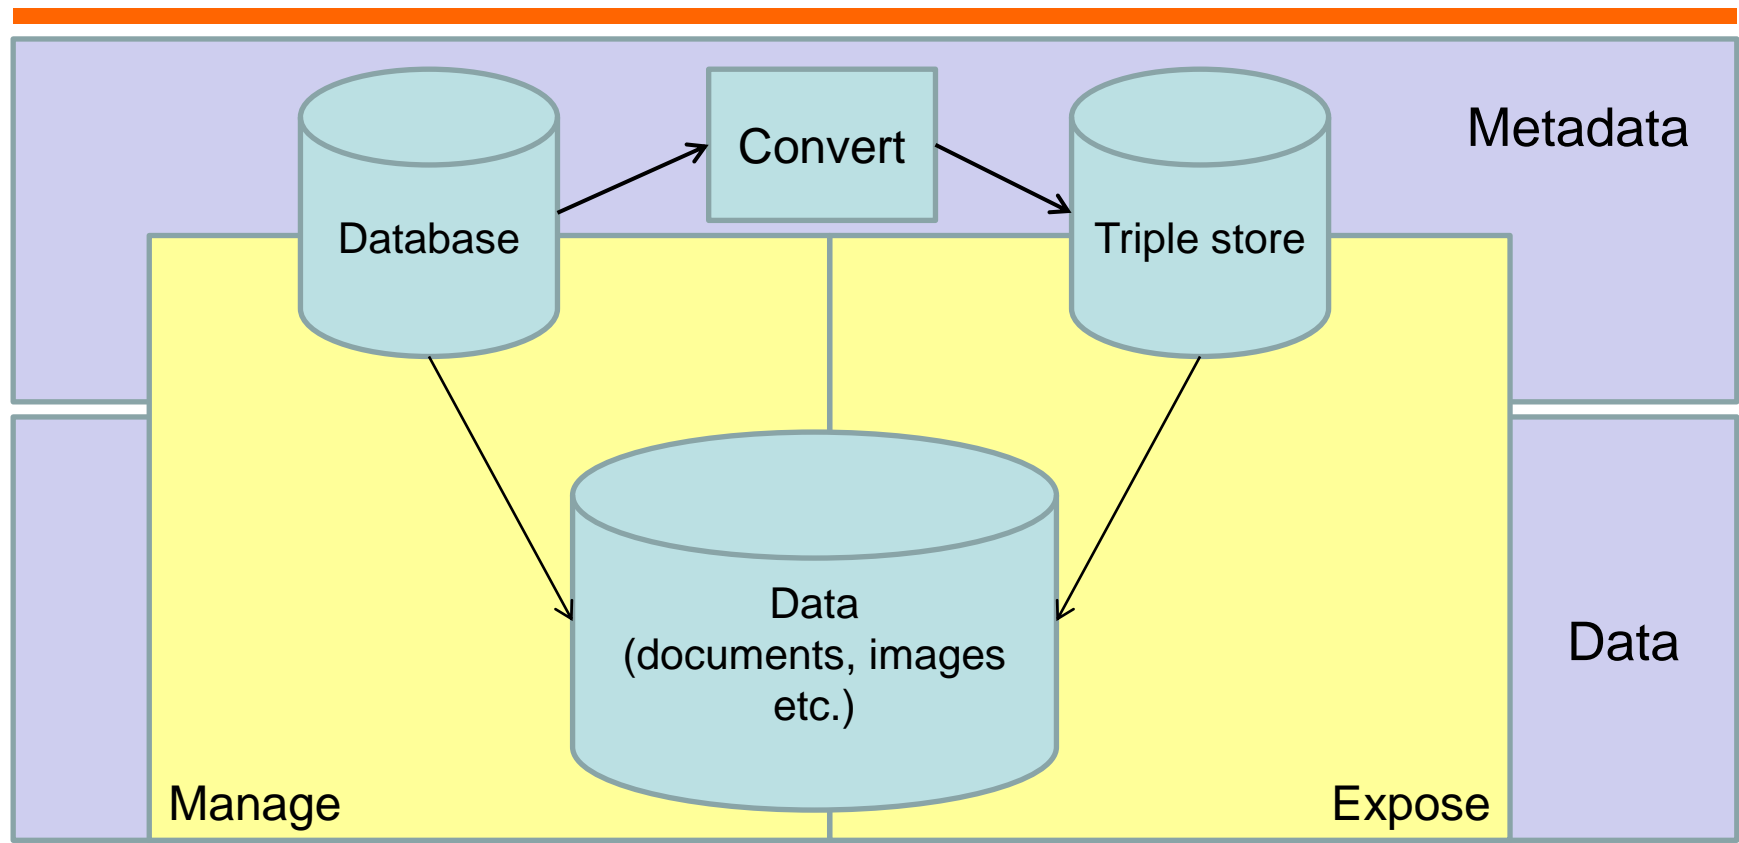 Metadata
Convert
Database
Triple store
Data
(documents, images
etc.)
Data
Manage
Expose